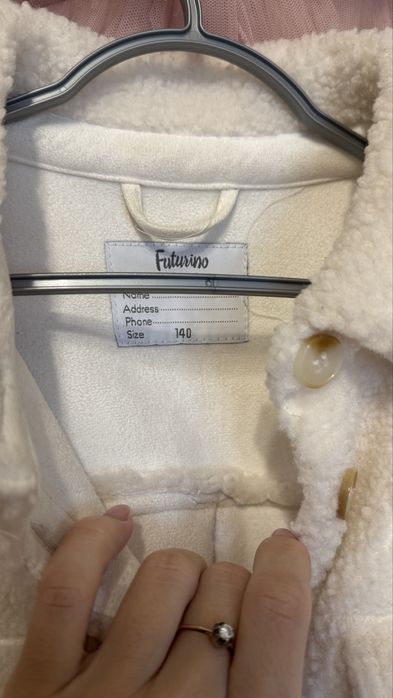 Futurino
Name
Address
Phone
Size 140